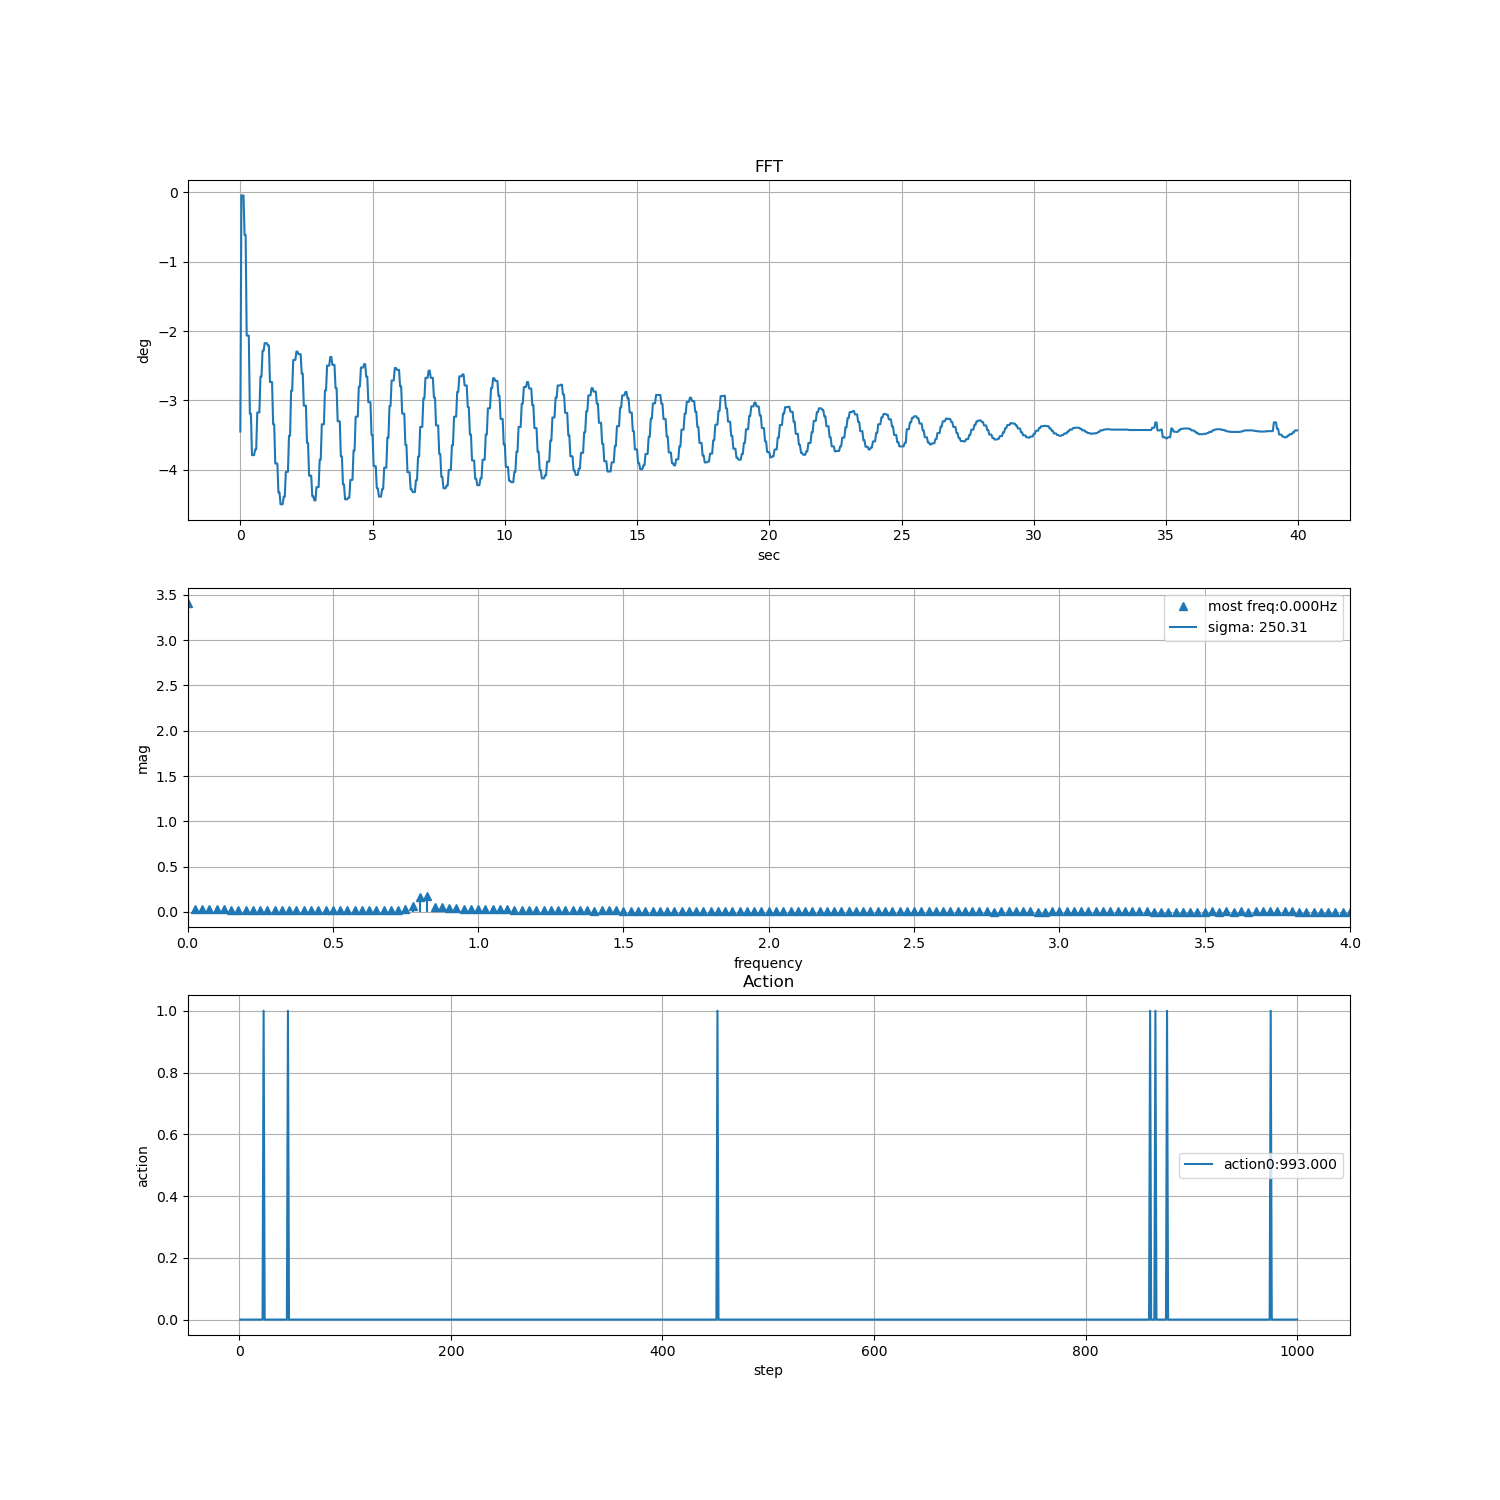 FFT
0
−1
−2
−3
−4
deg
0 5 10 15 20 25 30 35 40
sec
3.5
3.0
2.5
2.0
1.5
1.0
0.5
0.0
mag
most freq:0.000Hz
sigma: 250.31
0.0 0.5 1.0 1.5 2.0 2.5 3.0 3.5 4.0
frequency
Action
1.0
0.8
0.6
0.4
0.2
0.0
action
action0:993.000
0 200 400 600 800 1000
step